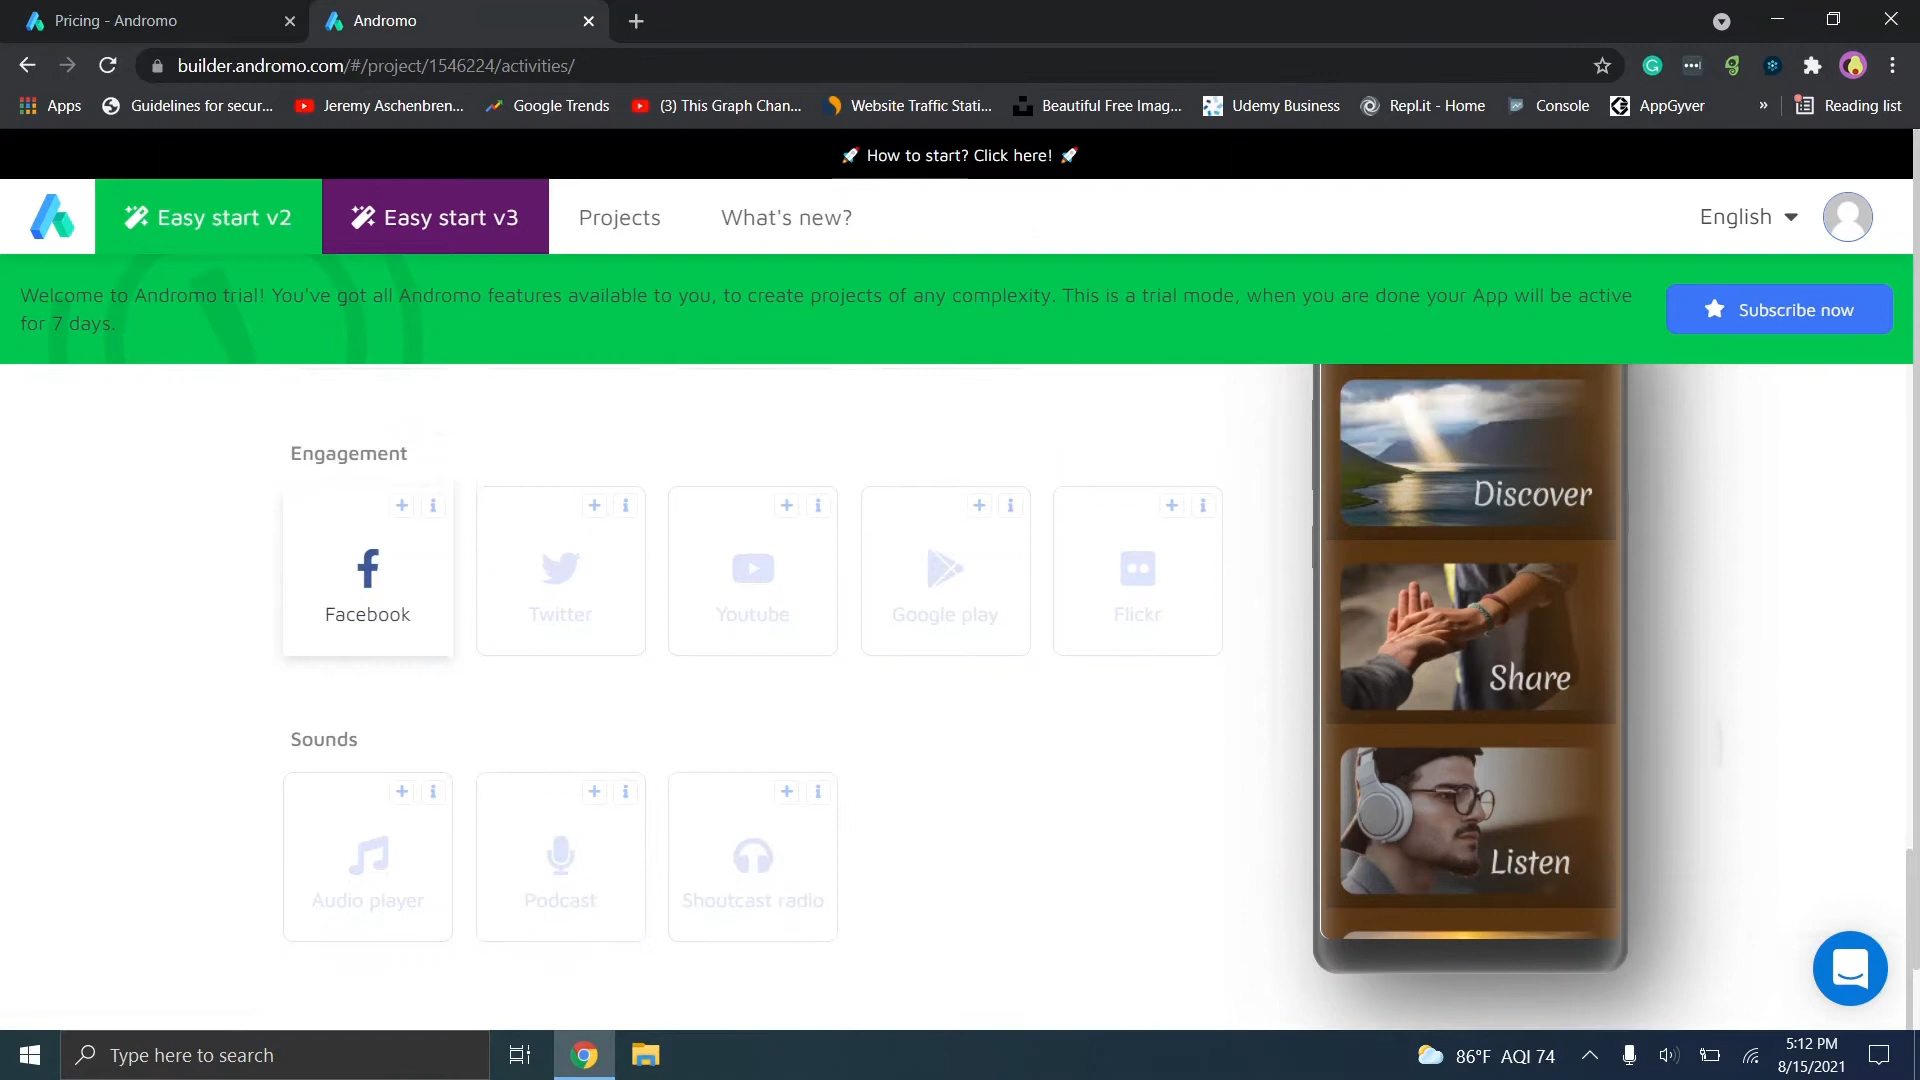 Pricing - Andromo
Andromo
builder.andromo.com/#/project/1546224/activities/
Apps
Guidelines for secur...
Jeremy Aschenbren...
Google Trends
(3) This Graph Chan...
Website Traffic Stati...
Beautiful Free Imag...
Udemy Business
Repl.it - Home
Console
AppGyver
»
Reading list
How to start? Click here!
Easy start v2
Easy start v3
Projects
What's new?
English
Welcome to Andromo trial! You've got all Andromo features available to you, to create projects of any complexity. This is a trial mode, when you are done your App will be active
for 7 days.
Subscribe now
Engagement
Facebook
Twitter
Youtube
Google play
Flickr
Sounds
Audio player
Podcast
Shoutcast radio
Discover
Share
Listen
Type here to search
86°F AQI 74
5:12 PM
8/15/2021